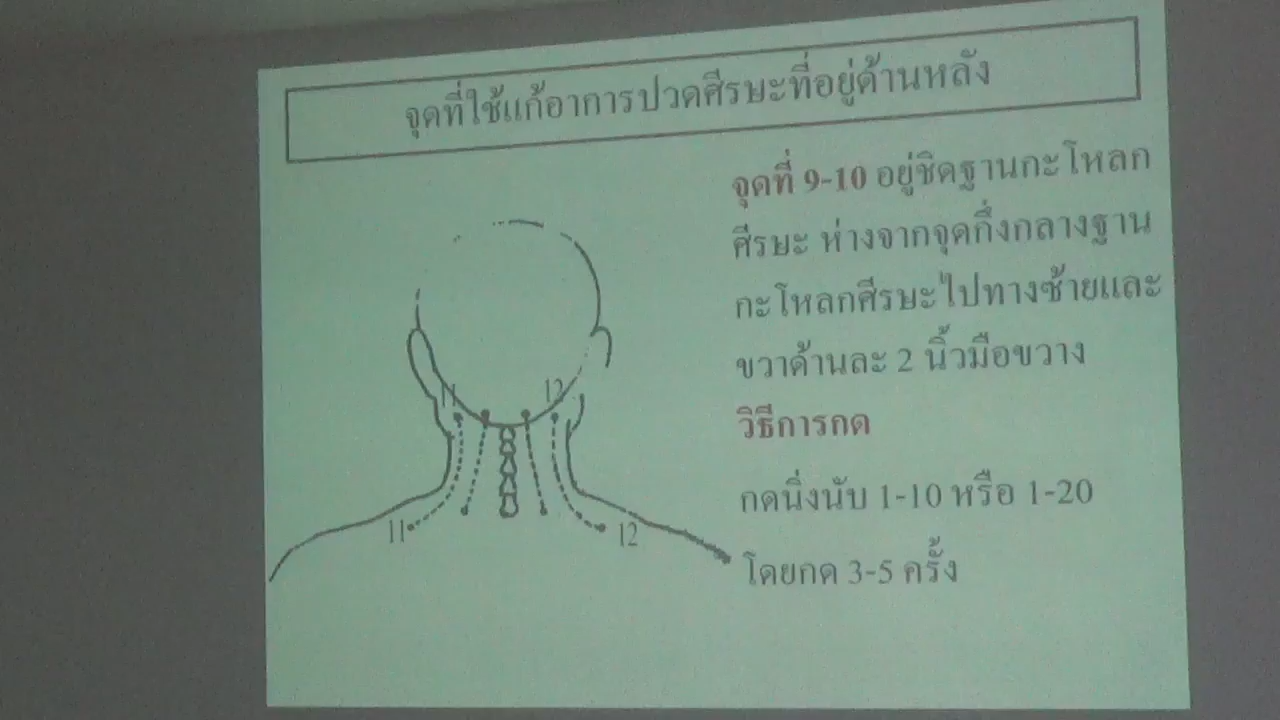 จุดที่ใช้แก้อาการปวดศีรษะที่อยู่ด้านหลัง
จุดที่ 9-10 อยู่ชิดฐานกะโหลก
ศีรษะ ห่างจากจุดกึ่งกลางฐาน
กะโหลกศีรษะไปทางซ้ายและ
ขวาด้านละ 2 นิ้วมือขวาง
วิธีการกด
กดนิ่งนับ 1-10 หรือ 1-20
โดยกด 3-5 ครั้ง
11 12
11 12